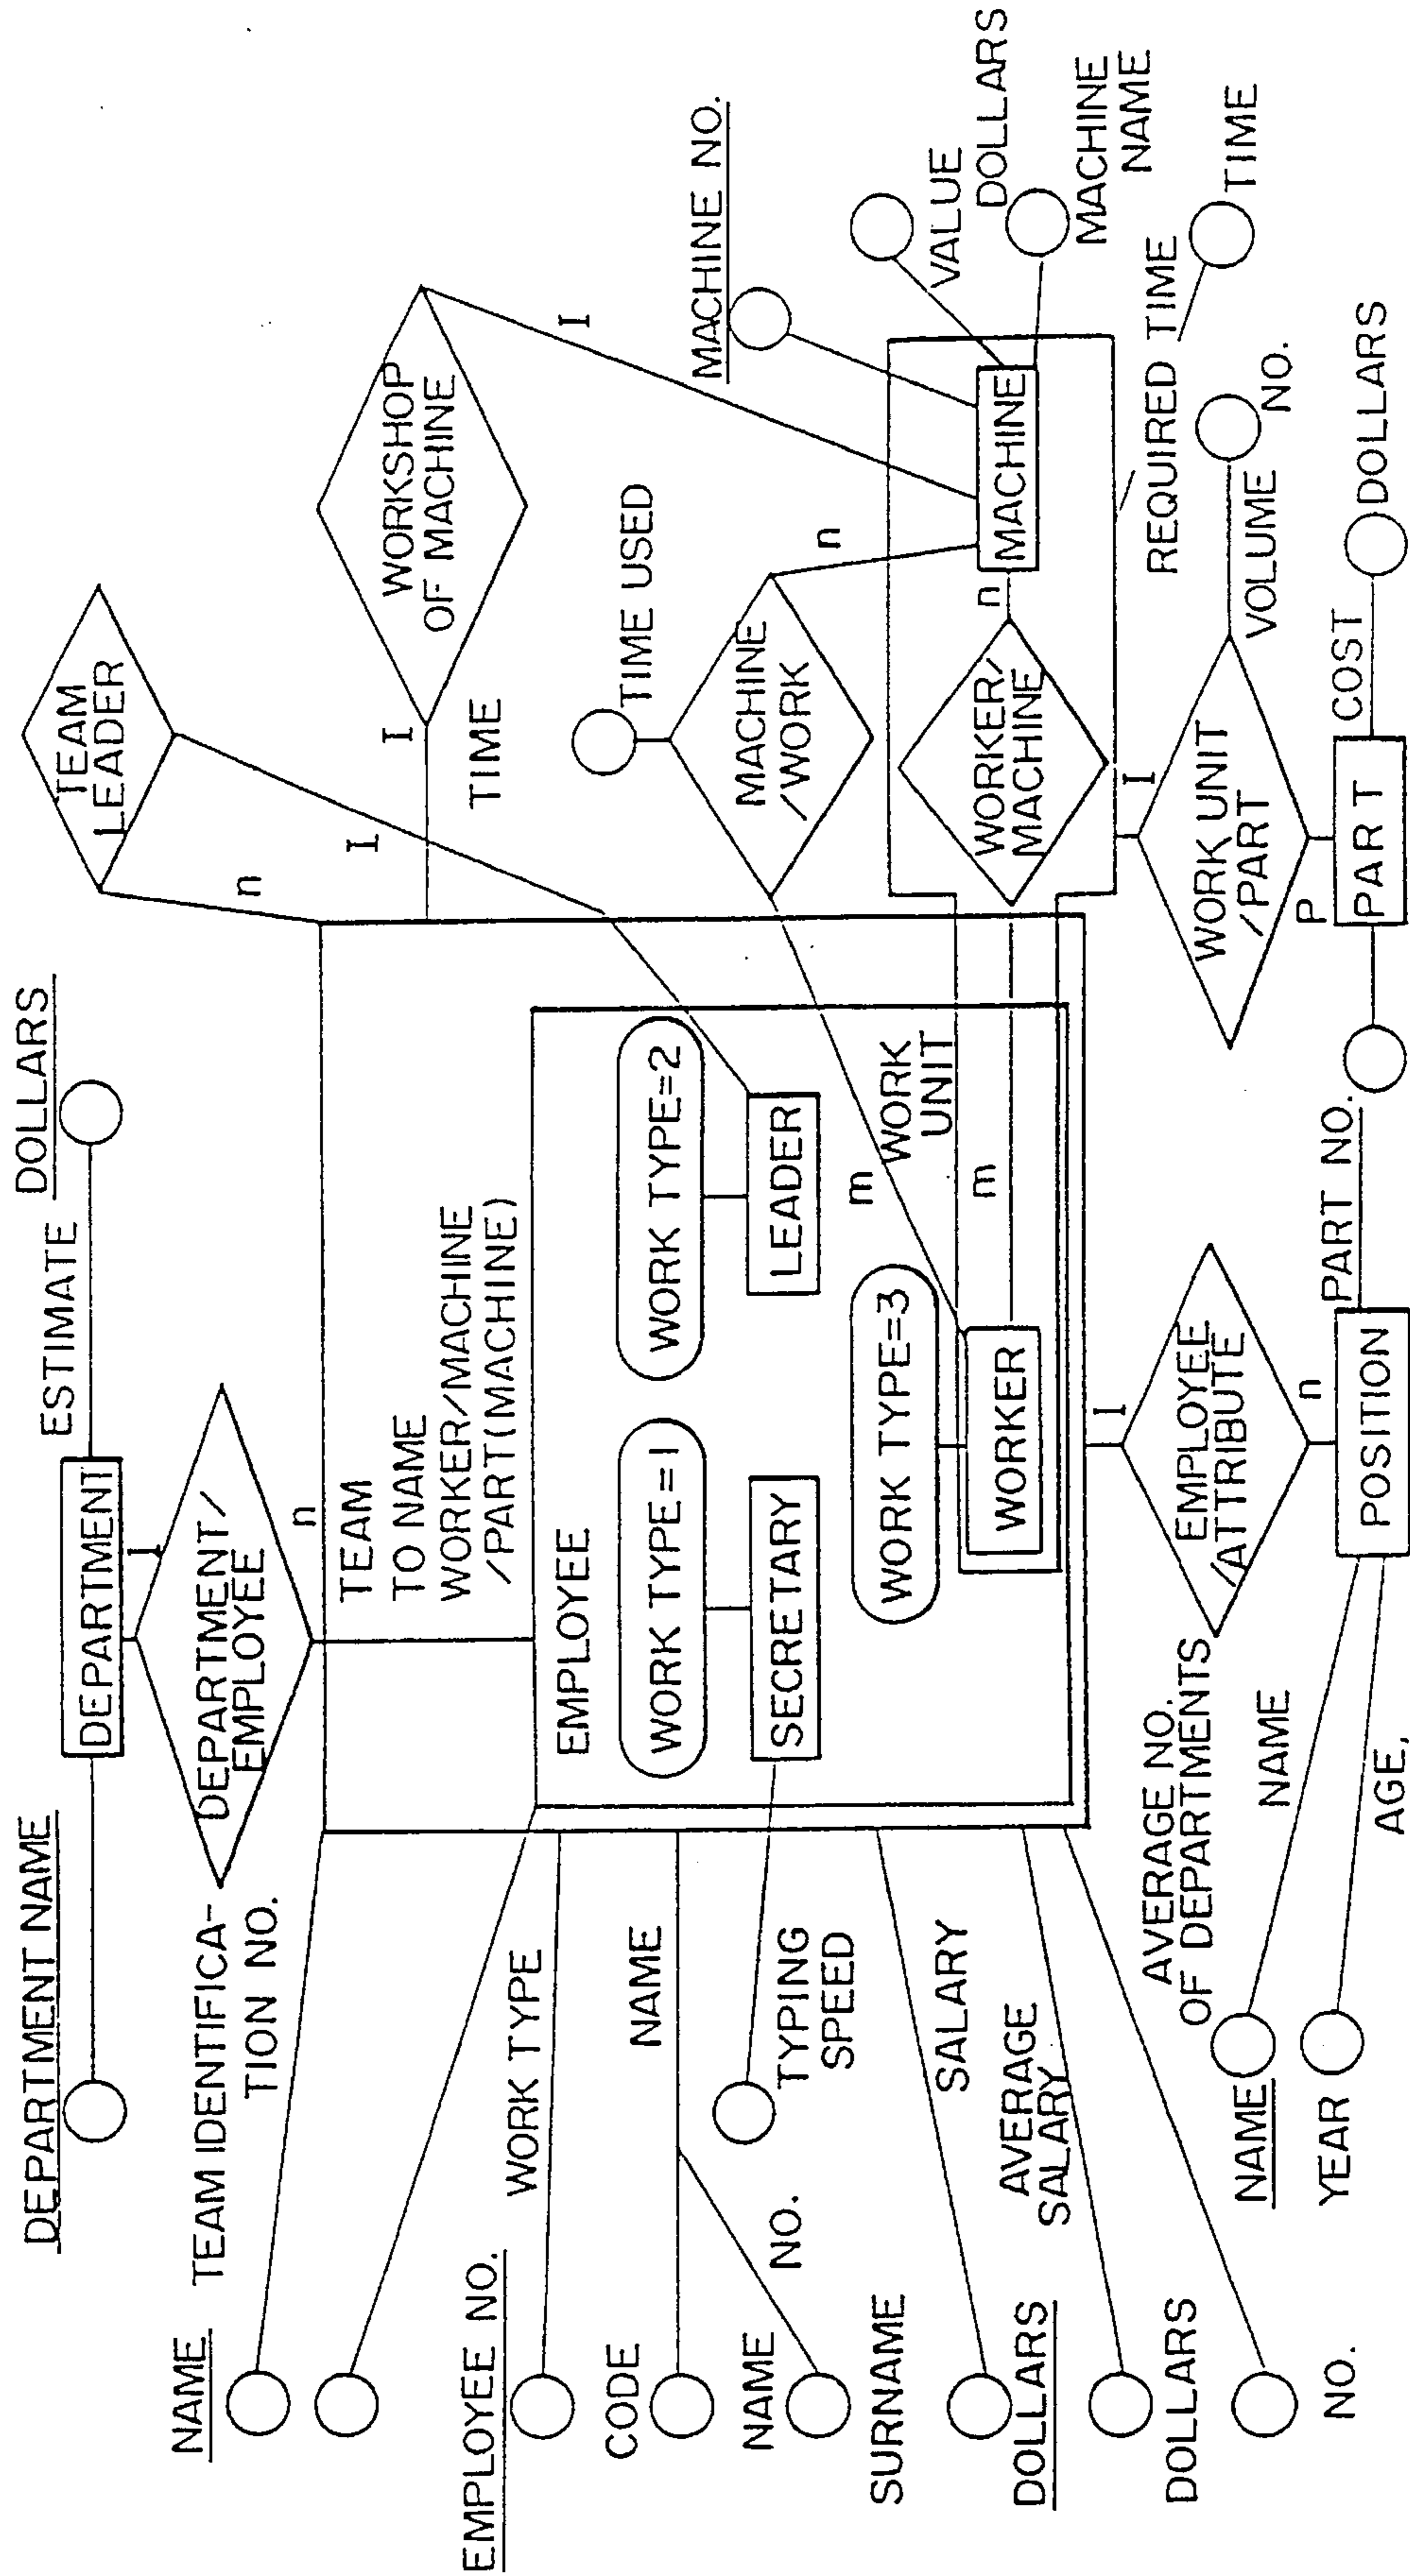 DEPARTMENT NAME
DEPARTMENT
ESTIMATE
DOLLARS
TEAM
LEADER
I
DEPARTMENT/
EMPLOYEE
n
n
I
NAME
TEAM IDENTIFICA-
TION NO.
TEAM
TO NAME
WORKER/MACHINE
/PART(MACHINE)
I
TIME
WORKSHOP
OF MACHINE
I
EMPLOYEE NO.
WORK TYPE
EMPLOYEE
WORK TYPE=1
SECRETARY
WORK TYPE=2
LEADER
TIME USED
MACHINE
/WORK
n
m
MACHINE NO.
CODE
NAME
NAME
NO.
TYPING
SPEED
SURNAME
SALARY
WORK TYPE=3
WORKER
WORK
UNIT
m
WORKER/
MACHINE
n
MACHINE
VALUE
DOLLARS
MACHINE
NAME
DOLLARS
AVERAGE
SALARY
DOLLARS
NO.
AVERAGE NO.
OF DEPARTMENTS
I
EMPLOYEE
/ATTRIBUTE
n
I
WORK UNIT
/PART
P
REQUIRED TIME
TIME
VOLUME
NO.
NAME
NAME
YEAR
AGE,
POSITION
PART NO.
PART
COST
DOLLARS